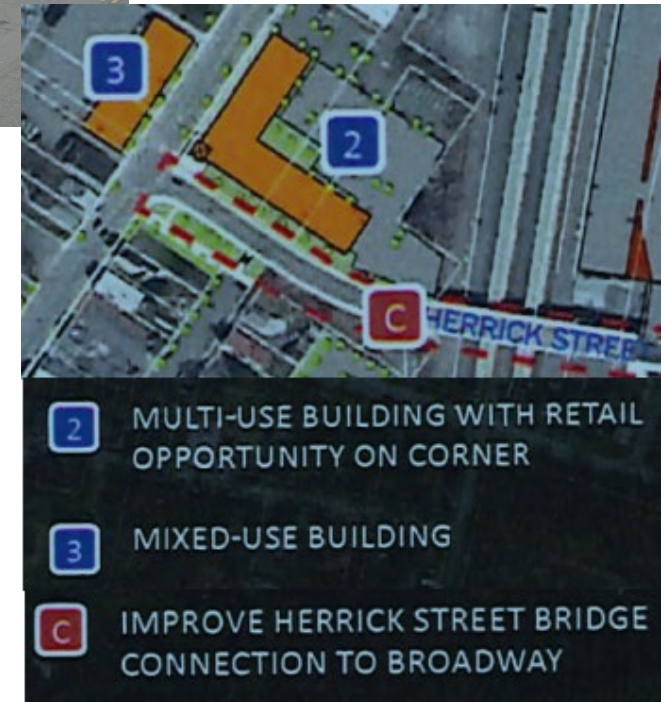 3
2
C
HERRICK STREE
2 MULTI-USE BUILDING WITH RETAIL
OPPORTUNITY ON CORNER
3 MIXED-USE BUILDING
C IMPROVE HERRICK STREET BRIDGE
CONNECTION TO BROADWAY